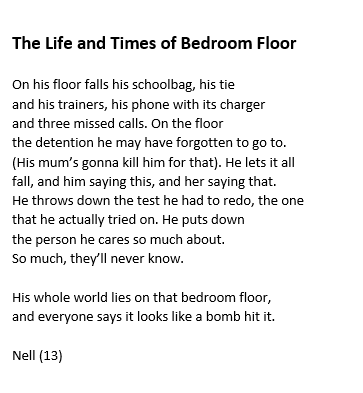 The Life and Times of Bedroom Floor
On his floor falls his schoolbag, his tie
and his trainers, his phone with its charger
and three missed calls. On the floor
the detention he may have forgotten to go to.
(His mum's gonna kill him for that). He lets it all
fall, and him saying this, and her saying that.
He throws down the test he had to redo, the one
that he actually tried on. He puts down
the person he cares so much about.
So much, they'll never know.
His whole world lies on that bedroom floor,
and everyone says it looks like a bomb hit it.
Nell (13)